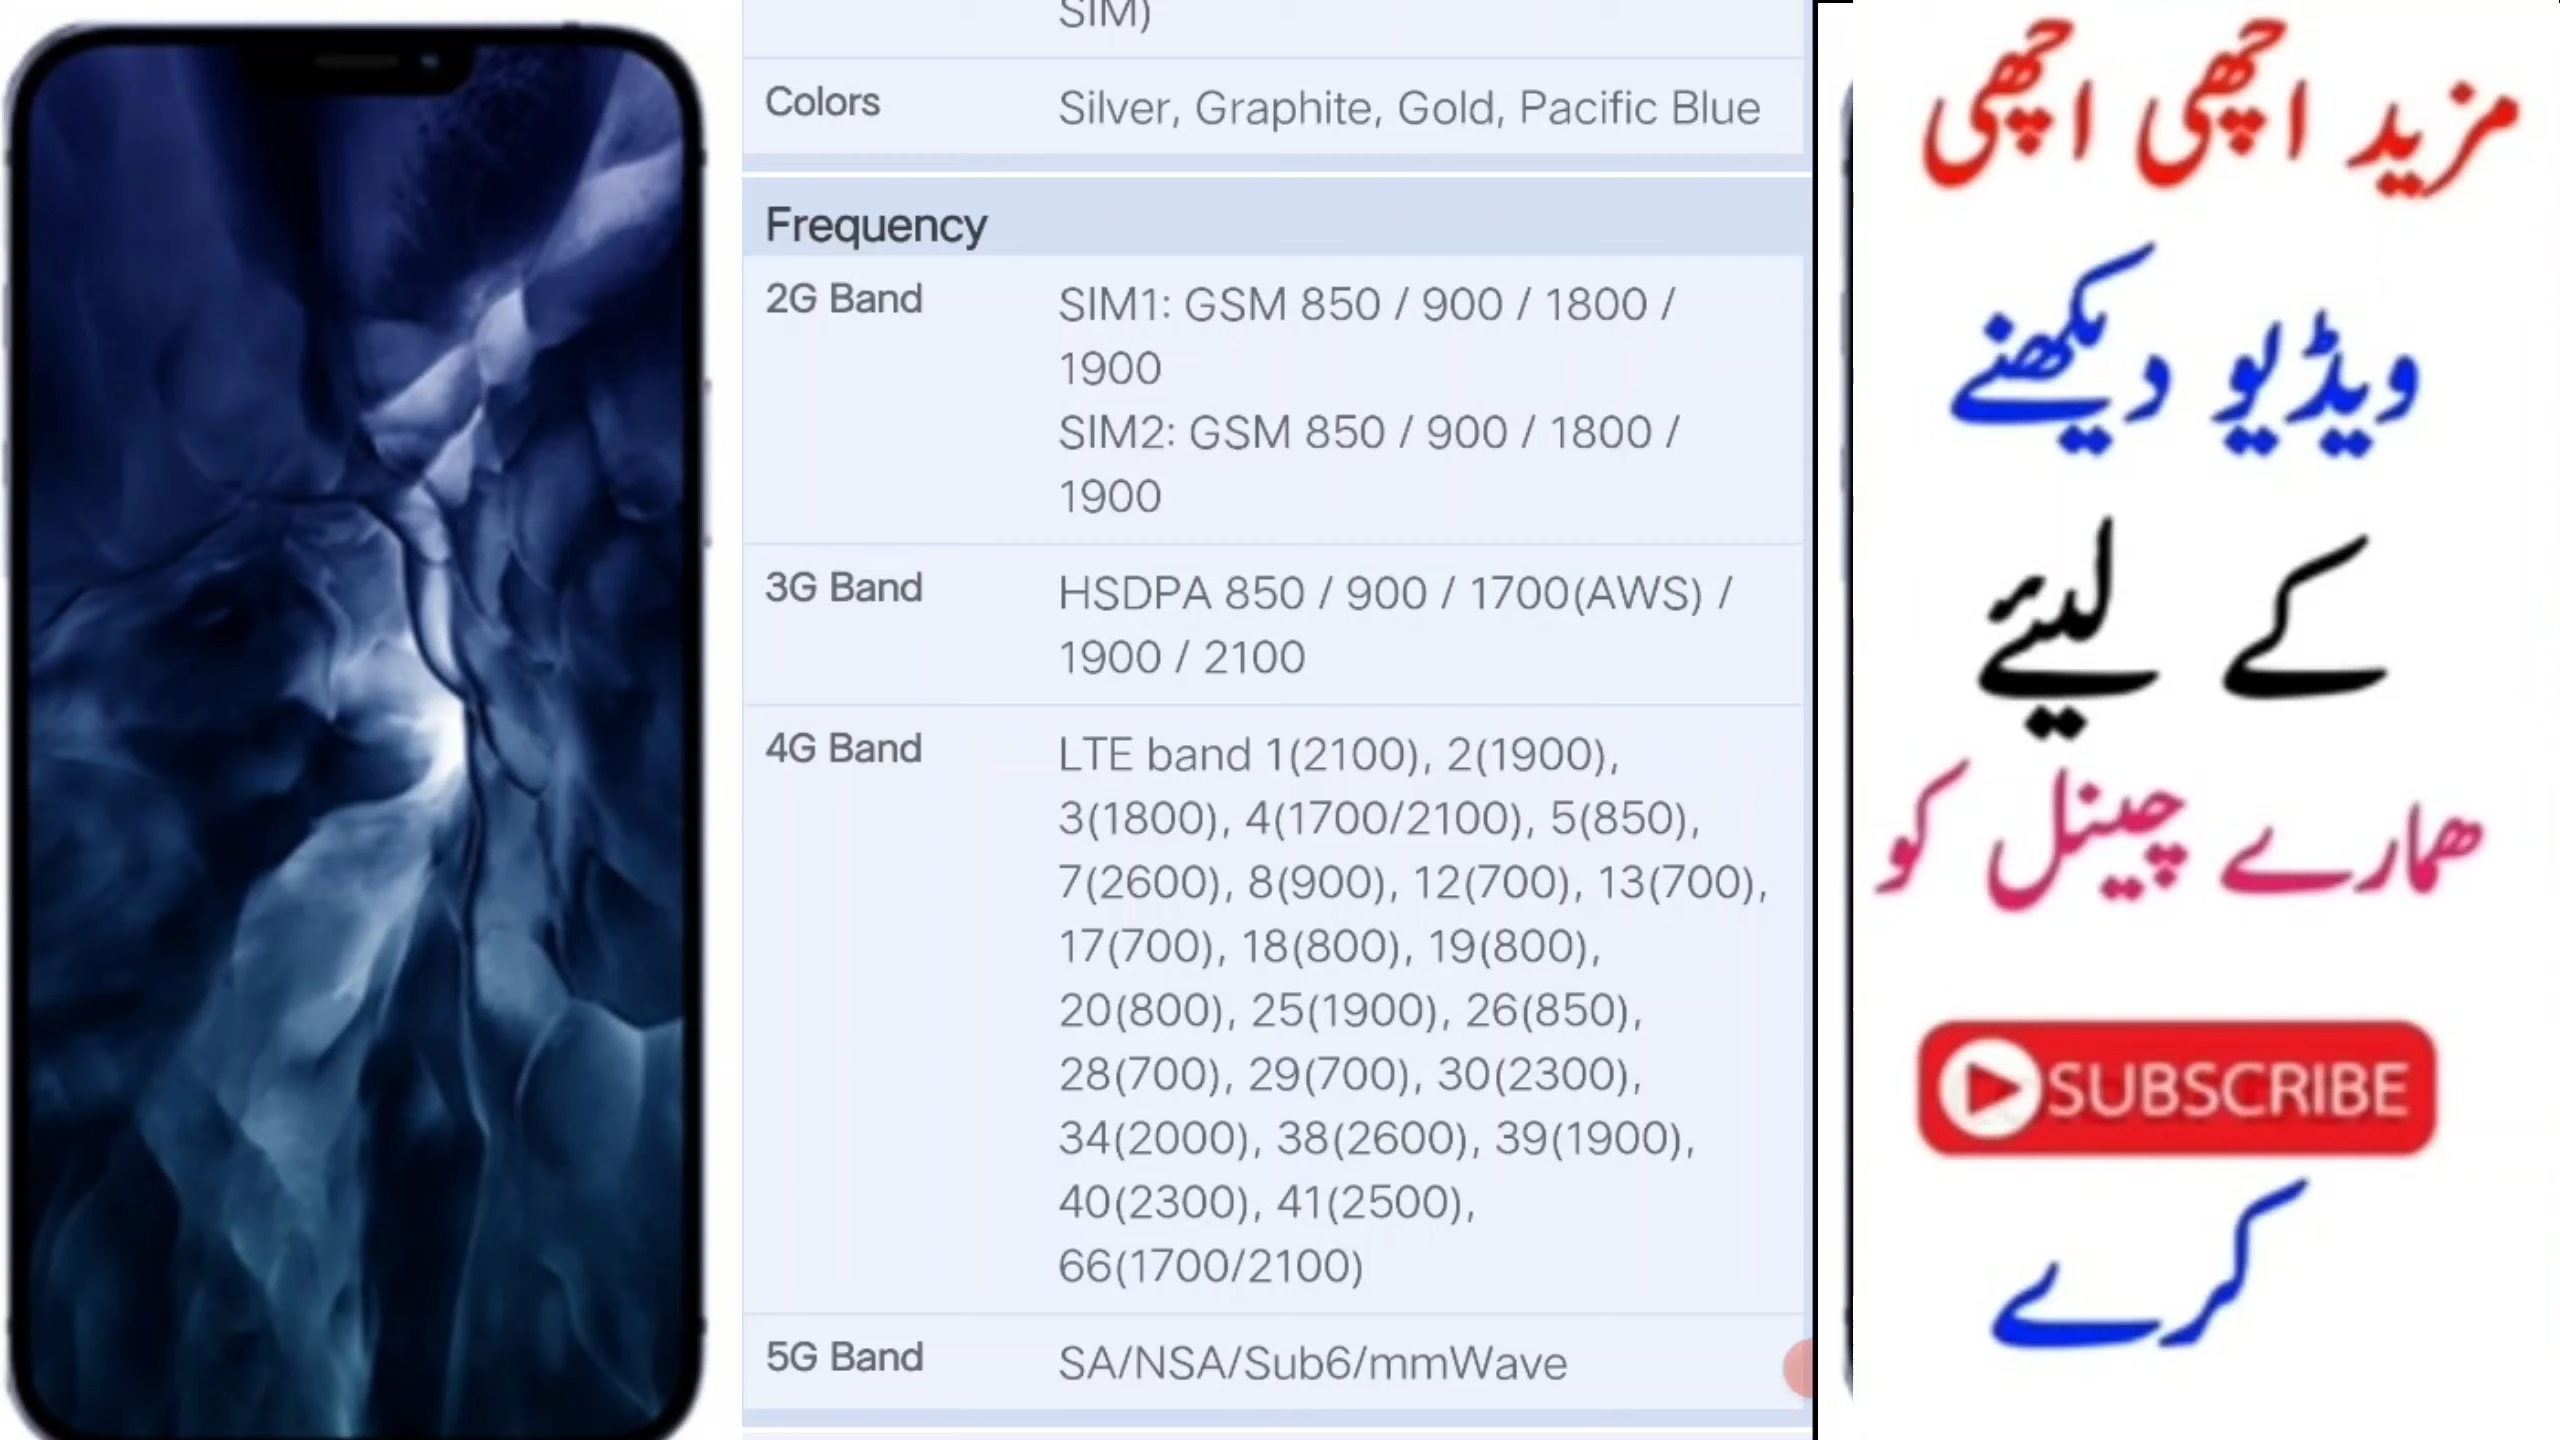 SIM)
Colors
Silver, Graphite, Gold, Pacific Blue
Frequency
2G Band
SIM1: GSM 850 / 900 / 1800 /
1900
SIM2: GSM 850 / 900 / 1800 /
1900
3G Band
HSDPA 850 / 900 / 1700(AWS) /
1900 / 2100
4G Band
LTE band 1(2100), 2(1900),
3(1800), 4(1700/2100), 5(850),
7(2600), 8(900), 12(700), 13(700),
17(700), 18(800), 19(800),
20(800), 25(1900), 26(850),
28(700), 29(700), 30(2300),
34(2000), 38(2600), 39(1900),
40(2300), 41(2500),
66(1700/2100)
5G Band
SA/NSA/Sub6/mmWave
مزید اچھی اچھی
ویڈیو دیکھنے
کے لیئے
ھمارے چینل کو
SUBSCRIBE
کرے